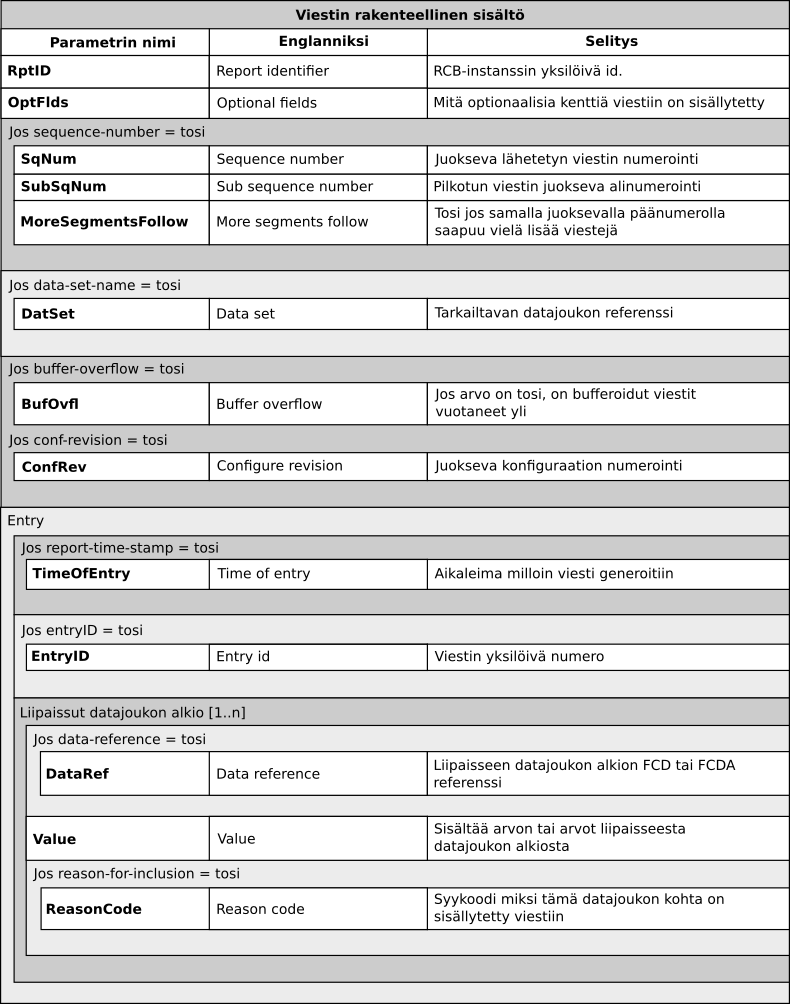 Viestin rakenteellinen sisältö
Parametrin nimi Englanniksi Selitys
RptID Report identifier RCB-instanssin yksilöivä id.
OptFlds Optional fields Mitä optionaalisia kenttiä viestiin on sisällytetty
Jos sequence-number = tosi
SqNum Sequence number Juokseva lähetetyn viestin numerointi
SubSqNum Sub sequence number Pilkotun viestin juokseva alinumerointi
MoreSegmentsFollow More segments follow Tosi jos samalla juoksevalla päänumerolla
saapuu vielä lisää viestejä
Jos data-set-name = tosi
DatSet Data set Tarkailtavan datajoukon referenssi
Jos buffer-overflow = tosi
BufOvfl Buffer overflow Jos arvo on tosi, on bufferoidut viestit
vuotaneet yli
Jos conf-revision = tosi
ConfRev Configure revision Juokseva konfiguraation numerointi
Entry
Jos report-time-stamp = tosi
TimeOfEntry Time of entry Aikaleima milloin viesti generoitiin
Jos entryID = tosi
EntryID Entry id Viestin yksilöivä numero
Liipaissut datajoukon alkio [1..n]
Jos data-reference = tosi
DataRef Data reference Liipaisseen datajoukon alkion FCD tai FCDA
referenssi
Value Value Sisältää arvon tai arvot liipaisseesta
datajoukon alkiosta
Jos reason-for-inclusion = tosi
ReasonCode Reason code Syykoodi miksi tämä datajoukon kohta on
sisällytetty viestiin